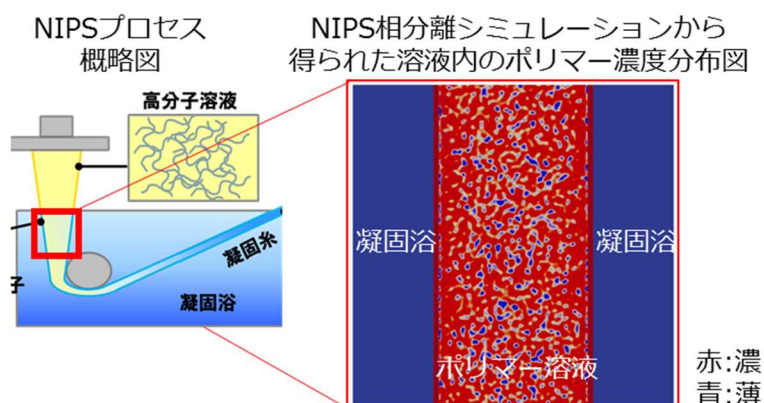 NIPSプロセス
概略図
NIPS相分離シミュレーションから
得られた溶液内のポリマー濃度分布図
高分子溶液
子
凝固糸
凝固浴
凝固浴
凝固浴
ポリマー溶液
赤:濃
青:薄